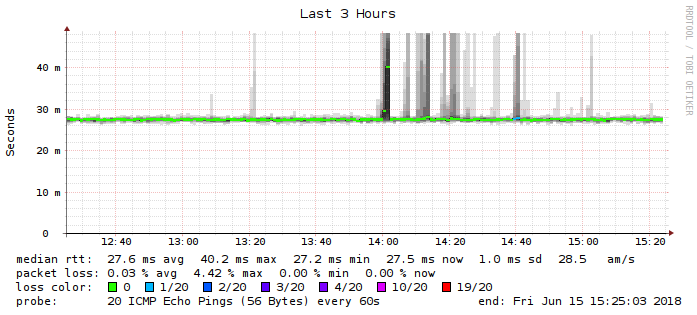 Last 3 Hours
RRDTOOL / TOBI OETIKER
Seconds
40 m
30 m
20 m
10 m
0
12:40 13:00 13:20 13:40 14:00 14:20 14:40 15:00 15:20
median rtt: 27.6 ms avg 40.2 ms max 27.2 ms min 27.5 ms now 1.0 ms sd 28.5 am/s
packet loss: 0.03 % avg 4.42 % max 0.00 % min 0.00 % now
loss color: 0 1/20 2/20 3/20 4/20 10/20 19/20
probe: 20 ICMP Echo Pings (56 Bytes) every 60s end: Fri Jun 15 15:25:03 2018